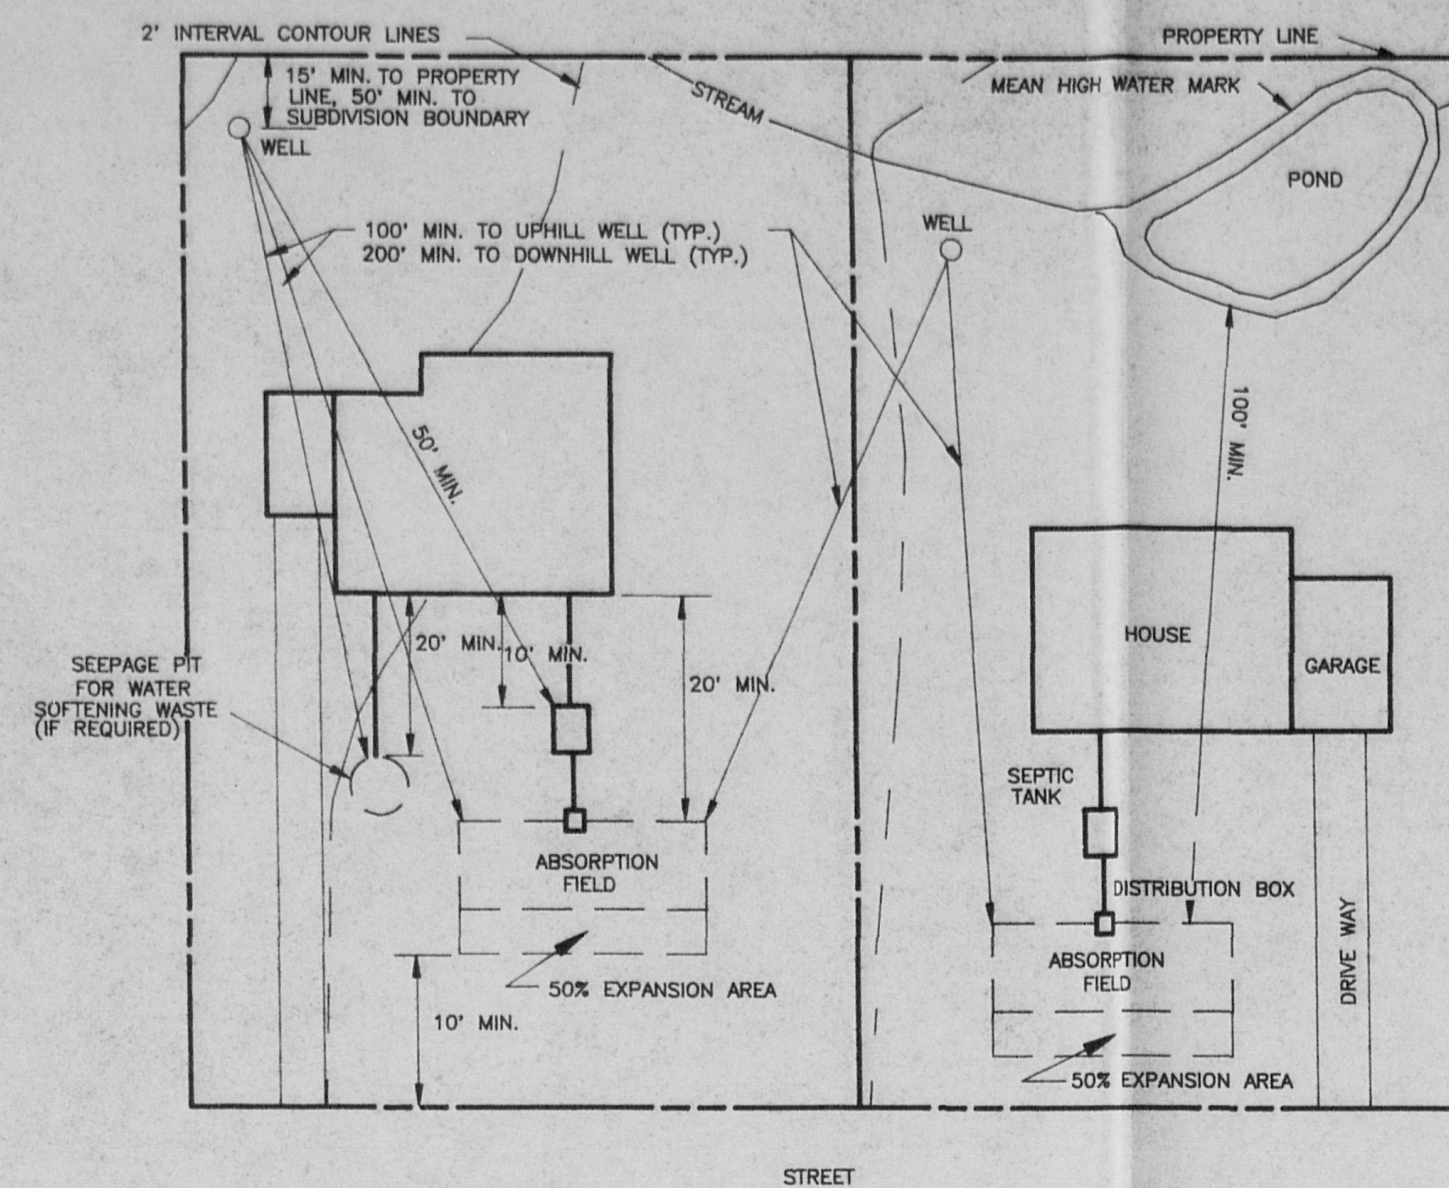 2' INTERVAL CONTOUR LINES
PROPERTY LINE
15' MIN. TO PROPERTY
LINE, 50' MIN. TO
SUBDIVISION BOUNDARY
WELL
STREAM
MEAN HIGH WATER MARK
POND
100' MIN. TO UPHILL WELL (TYP.)
200' MIN. TO DOWNHILL WELL (TYP.)
WELL
50' MIN.
100' MIN.
20' MIN.
10' MIN.
20' MIN.
HOUSE
GARAGE
SEEPAGE PIT
FOR WATER
SOFTENING WASTE
(IF REQUIRED)
SEPTIC
TANK
ABSORPTION
FIELD
DISTRIBUTION BOX
50% EXPANSION AREA
10' MIN.
ABSORPTION
FIELD
DRIVE WAY
50% EXPANSION AREA
STREET